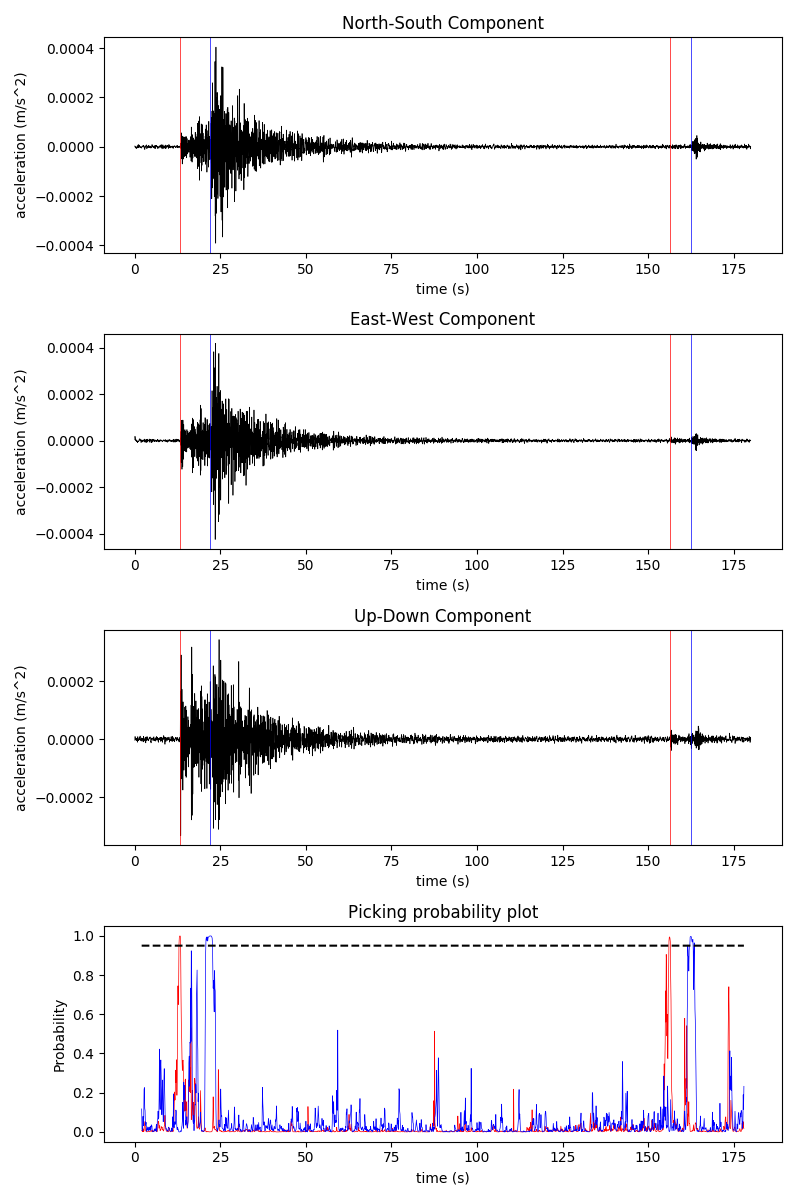 North-South Component
0.0004
0.0002
0.0000
−0.0002
−0.0004
acceleration (m/s^2)
0 25 50 75 100 125 150 175
time (s)
East-West Component
0.0004
0.0002
0.0000
−0.0002
−0.0004
acceleration (m/s^2)
0 25 50 75 100 125 150 175
time (s)
Up-Down Component
0.0002
0.0000
−0.0002
acceleration (m/s^2)
0 25 50 75 100 125 150 175
time (s)
Picking probability plot
1.0
0.8
0.6
0.4
0.2
0.0
Probability
0 25 50 75 100 125 150 175
time (s)